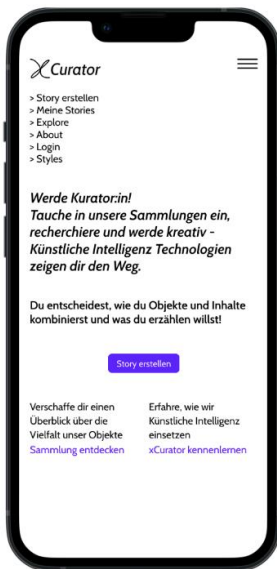 xCurator
> Story erstellen
> Meine Stories
> Explore
> About
> Login
> Styles
Werde Kurator:in!
Tauche in unsere Sammlungen ein,
recherchiere und werde kreativ -
Künstliche Intelligenz Technologien
zeigen dir den Weg.
Du entscheidest, wie du Objekte und Inhalte
kombinierst und was du erzählen willst!
Story erstellen
Verschaffe dir einen
Überblick über die
Vielfalt unser Objekte
Sammlung entdecken
Erfahre, wie wir
Künstliche Intelligenz
einsetzen
xCurator kennenlernen